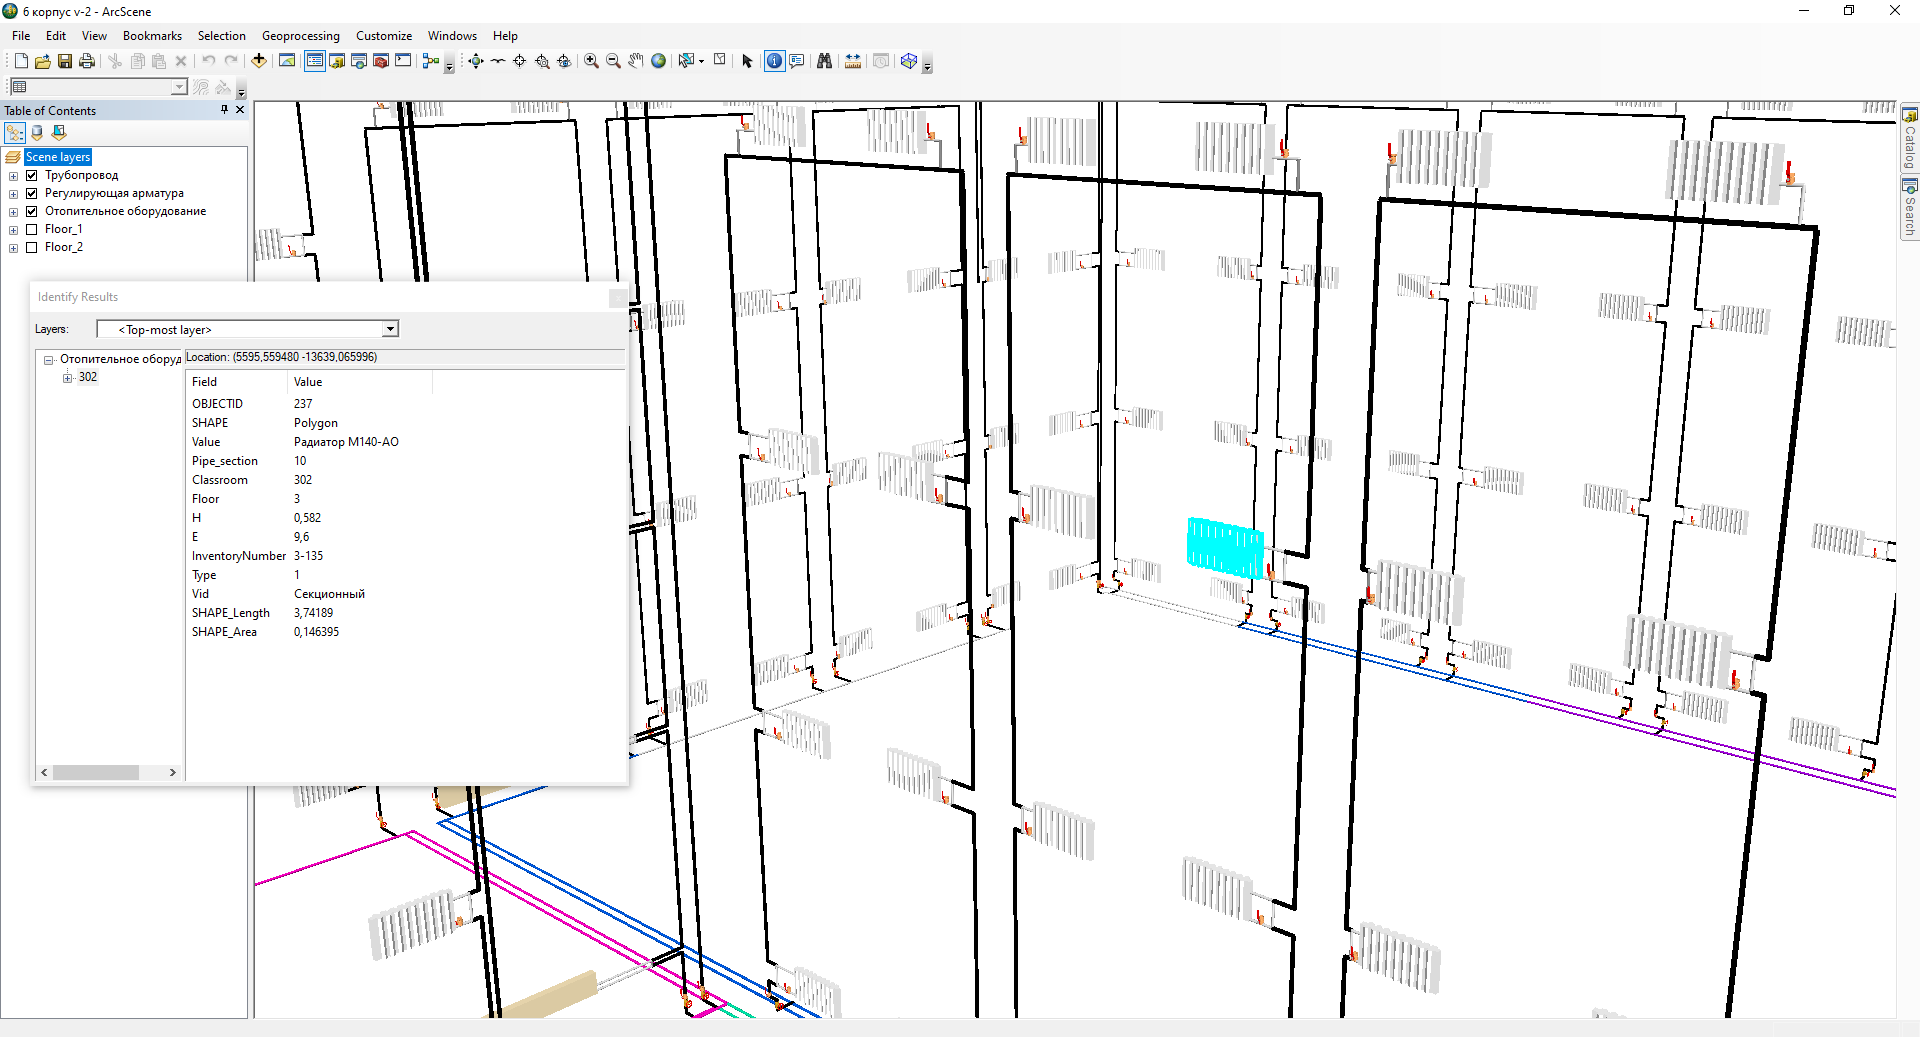 6 корпус v-2 - ArcScene
File Edit View Bookmarks Selection Geoprocessing Customize Windows Help
Table of Contents
Scene layers
Трубопровод
Регулирующая арматура
Отопительное оборудование
Floor_1
Floor_2
Identify Results
Layers: <Top-most layer>
Отопительное оборуд
302
Location: (5595,559480 -13639,065996)
Field Value
OBJECTID 237
SHAPE Polygon
Value Радиатор М140-АО
Pipe_section 10
Classroom 302
Floor 3
H 0,582
E 9,6
InventoryNumber 3-135
Type 1
Vid Секционный
SHAPE_Length 3,74189
SHAPE_Area 0,146395
Catalog
Search